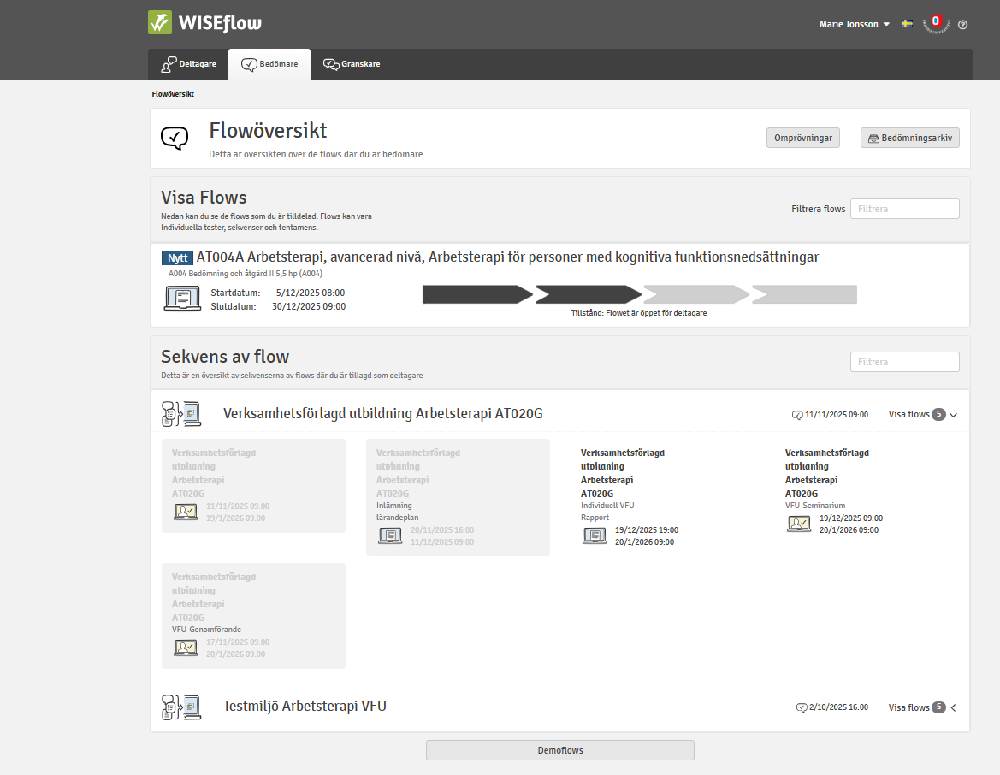 WISEflow
Marie Jönsson
0
Deltagare
Bedömare
Granskare
Flowöversikt
Flowöversikt
Detta är översikten över de flows där du är bedömare
Omprövningar
Bedömningsarkiv
Visa Flows
Nedan kan du se de flows som du är tilldelad. Flows kan vara
Individuella tester, sekvenser och tentamens.
Filtrera flows
Filtrera
Nytt AT004A Arbetsterapi, avancerad nivå, Arbetsterapi för personer med kognitiva funktionsnedsättningar
A004 Bedömning och åtgärd II 5,5 hp (A004)
Startdatum: 5/12/2025 08:00
Slutdatum: 30/12/2025 09:00
Tillstånd: Flowet är öppet för deltagare
Sekvens av flow
Detta är en översikt av sekvenserna av flows där du är tillagd som deltagare
Filtrera
Verksamhetsförlagd utbildning Arbetsterapi AT020G
11/11/2025 09:00
Visa flows 5
Verksamhetsförlagd
utbildning
Arbetsterapi
AT020G
11/11/2025 09:00
19/1/2026 09:00
Verksamhetsförlagd
utbildning
Arbetsterapi
AT020G
Inlämning
lärandeplan
20/11/2025 16:00
11/12/2025 09:00
Verksamhetsförlagd
utbildning
Arbetsterapi
AT020G
Individuell VFU-
Rapport
19/12/2025 19:00
20/1/2026 09:00
Verksamhetsförlagd
utbildning
Arbetsterapi
AT020G
VFU-Seminarium
19/12/2025 09:00
20/1/2026 09:00
Verksamhetsförlagd
utbildning
Arbetsterapi
AT020G
VFU-Genomförande
17/11/2025 09:00
20/1/2026 09:00
Testmiljö Arbetsterapi VFU
2/10/2025 16:00
Visa flows 5
Demoflows